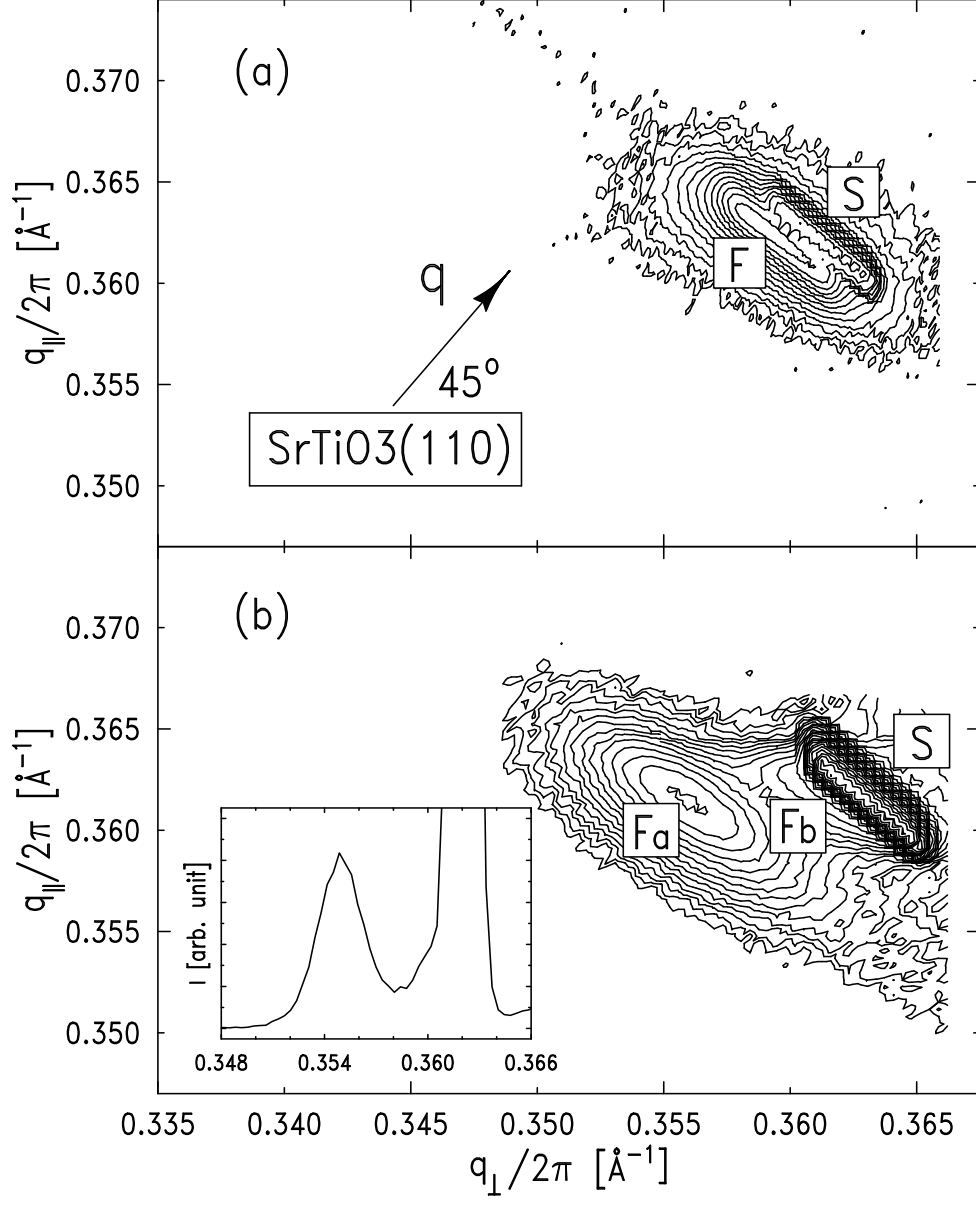 (a)
0.370
0.365
0.360
0.355
0.350
q∥/2π [Å⁻¹]
S
F
q
45°
SrTiO3(110)
(b)
0.370
0.365
0.360
0.355
0.350
q∥/2π [Å⁻¹]
S
Fa
Fb
I [arb. unit]
0.348 0.354 0.360 0.366
0.335 0.340 0.345 0.350 0.355 0.360 0.365
q⊥/2π [Å⁻¹]